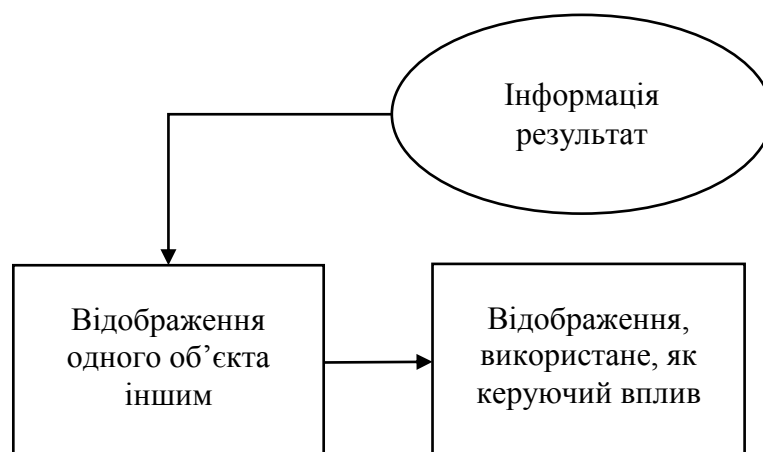 Інформація
результат
Відображення
одного об’єкта
іншим
Відображення,
використане, як
керуючий вплив